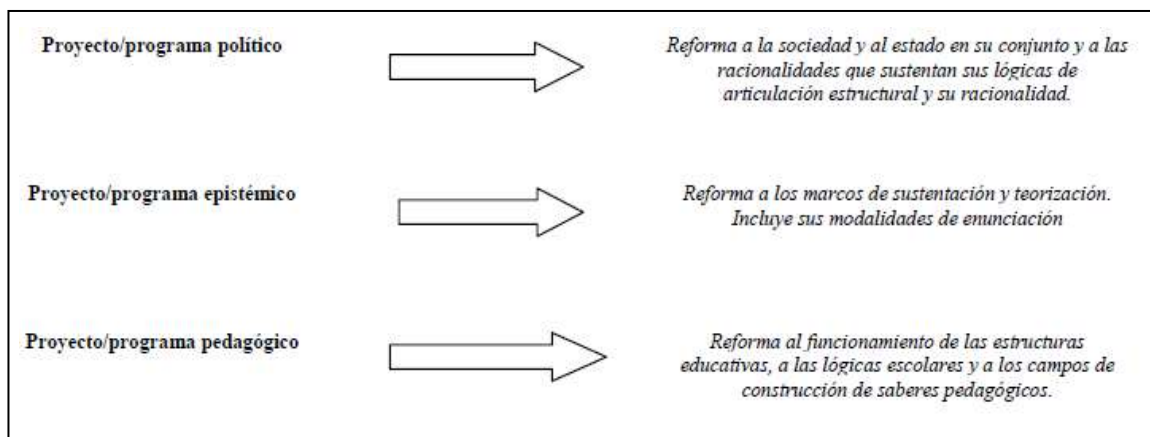 Proyecto/programa político
Reforma a la sociedad y al estado en su conjunto y a las
racionalidades que sustentan sus lógicas de
articulación estructural y su racionalidad.
Proyecto/programa epistémico
Reforma a los marcos de sustentación y teorización.
Incluye sus modalidades de enunciación
Proyecto/programa pedagógico
Reforma al funcionamiento de las estructuras
educativas, a las lógicas escolares y a los campos de
construcción de saberes pedagógicos.